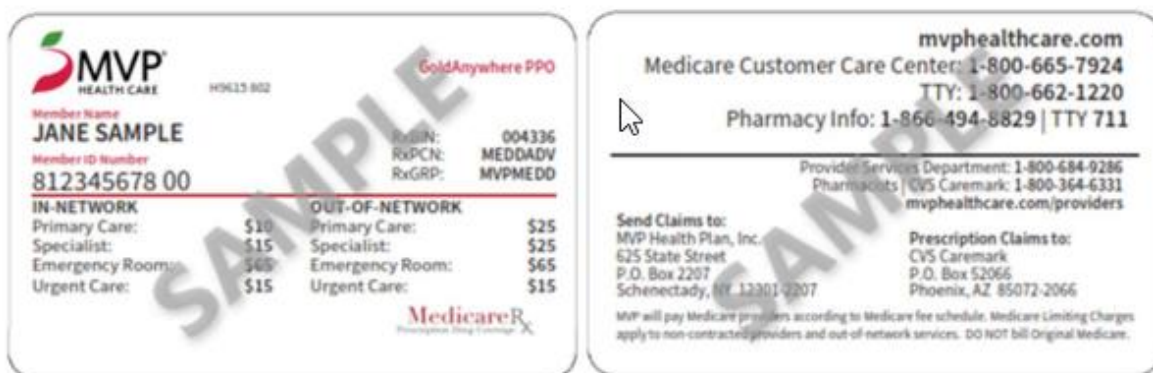 MVP
HEALTH CARE
H9615 802
GoldAnywhere PPO
Member Name
JANE SAMPLE
Member ID Number
812345678 00
RxBIN: 004336
RxPCN: MEDDADV
RxGRP: MVPMEDD
IN-NETWORK
Primary Care: $10
Specialist: $15
Emergency Room: $65
Urgent Care: $15
OUT-OF-NETWORK
Primary Care: $25
Specialist: $25
Emergency Room: $65
Urgent Care: $15
MedicareRx
Prescription Drug Coverage
SAMPLE
mvphealthcare.com
Medicare Customer Care Center: 1-800-665-7924
TTY: 1-800-662-1220
Pharmacy Info: 1-866-494-8829 | TTY 711
Provider Services Department: 1-800-684-9286
Pharmacists | CVS Caremark: 1-800-364-6331
mvphealthcare.com/providers
Send Claims to:
MVP Health Plan, Inc.
625 State Street
P.O. Box 2207
Schenectady, NY 12301-2207
Prescription Claims to:
CVS Caremark
P.O. Box 52066
Phoenix, AZ 85072-2066
MVP will pay Medicare providers according to Medicare fee schedule. Medicare Limiting Charges
apply to non-contracted providers and out-of-network services. DO NOT bill Original Medicare.
SAMPLE